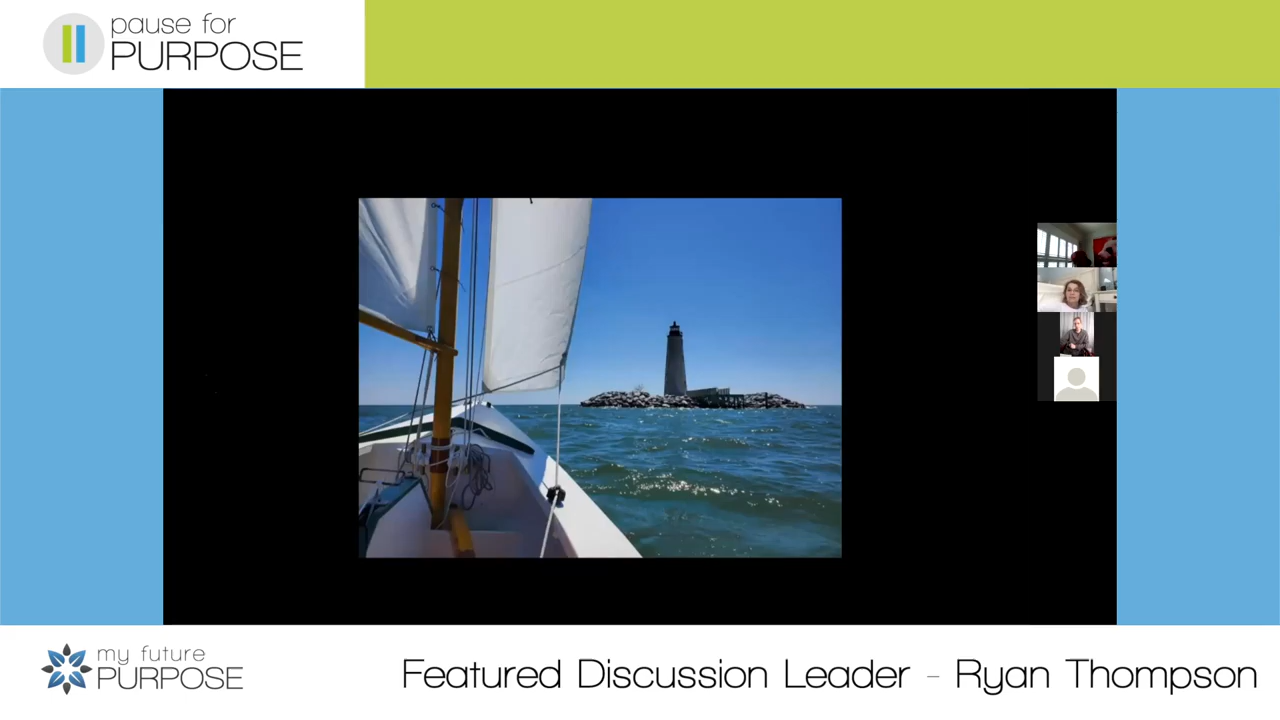 pause for
PURPOSE
my future
PURPOSE
Featured Discussion Leader - Ryan Thompson